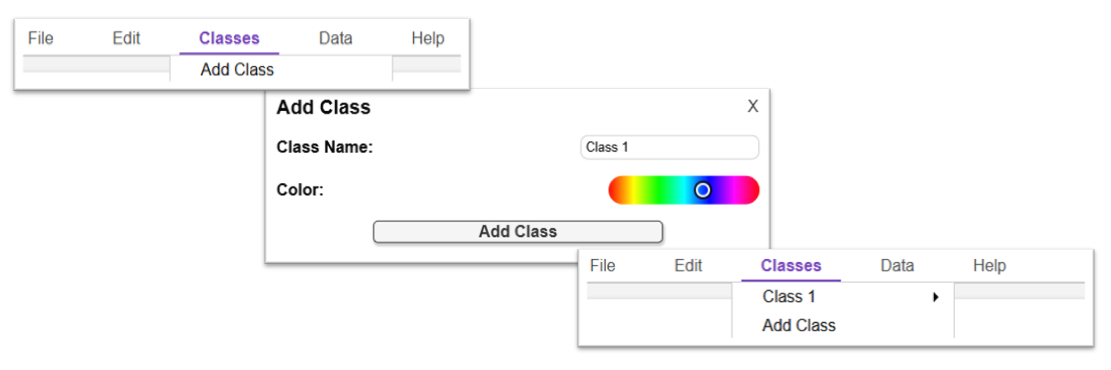 File Edit Classes Data Help
Add Class
Add Class X
Class Name: Class 1
Color:
Add Class
File Edit Classes Data Help
Class 1
Add Class